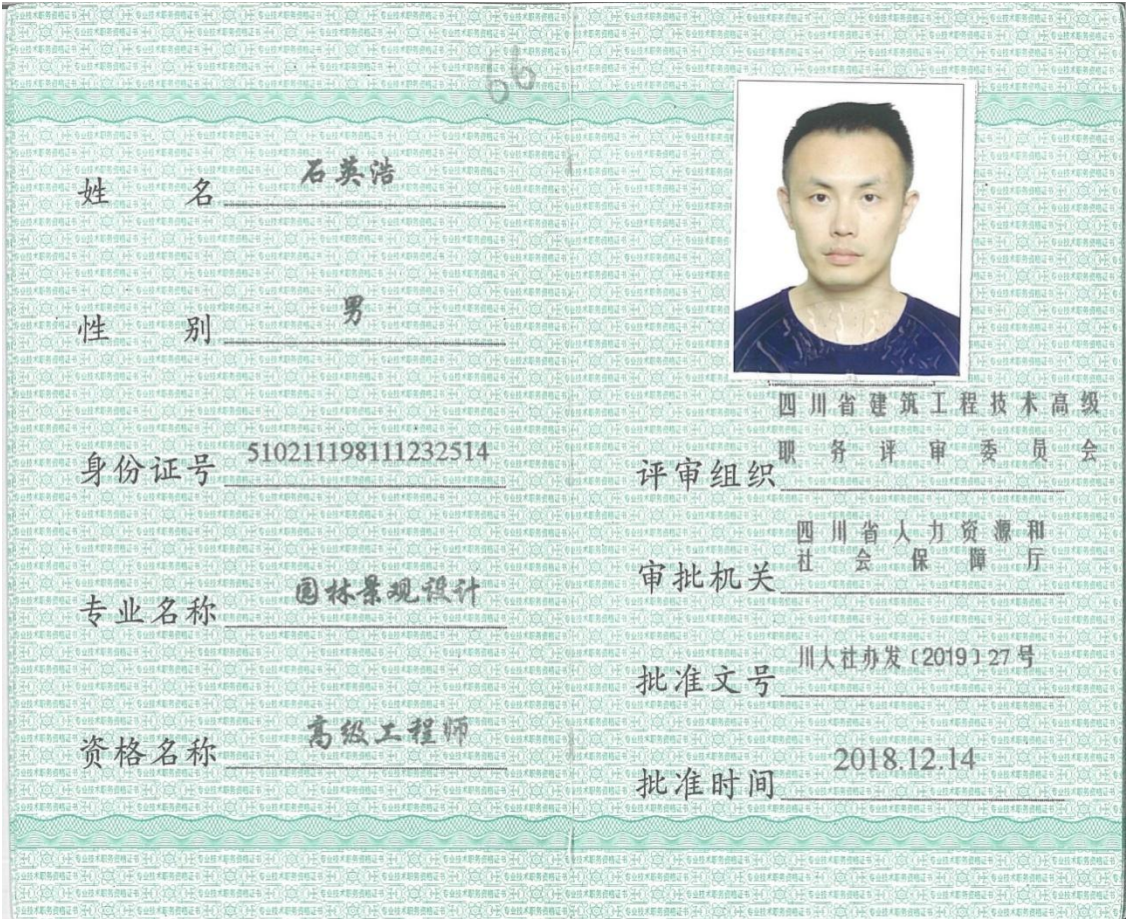 66
姓名 石英浩
性别 男
身份证号 510211198111232514
专业名称 园林景观设计
资格名称 高级工程师
四川省建筑工程技术高级
职务评审委员会
评审组织
四川省人力资源和
社会保障厅
审批机关
批准文号 川人社办发〔2019〕27号
批准时间 2018.12.14